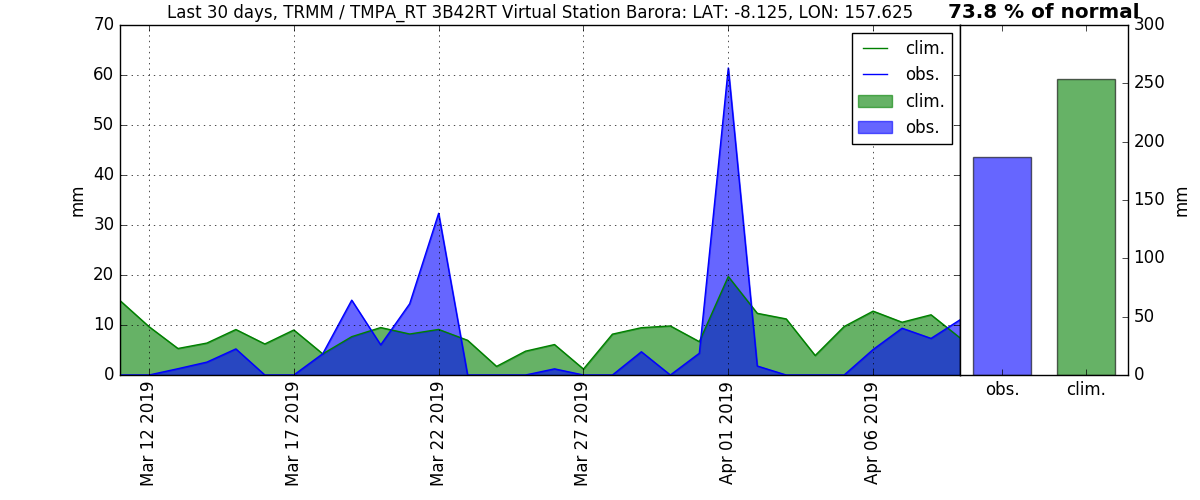 Last 30 days, TRMM / TMPA_RT 3B42RT Virtual Station Barora: LAT: -8.125, LON: 157.625
73.8 % of normal
70
60
50
40
30
20
10
0
mm
clim.
obs.
clim.
obs.
Mar 12 2019
Mar 17 2019
Mar 22 2019
Mar 27 2019
Apr 01 2019
Apr 06 2019
300
250
200
150
100
50
0
mm
obs.
clim.